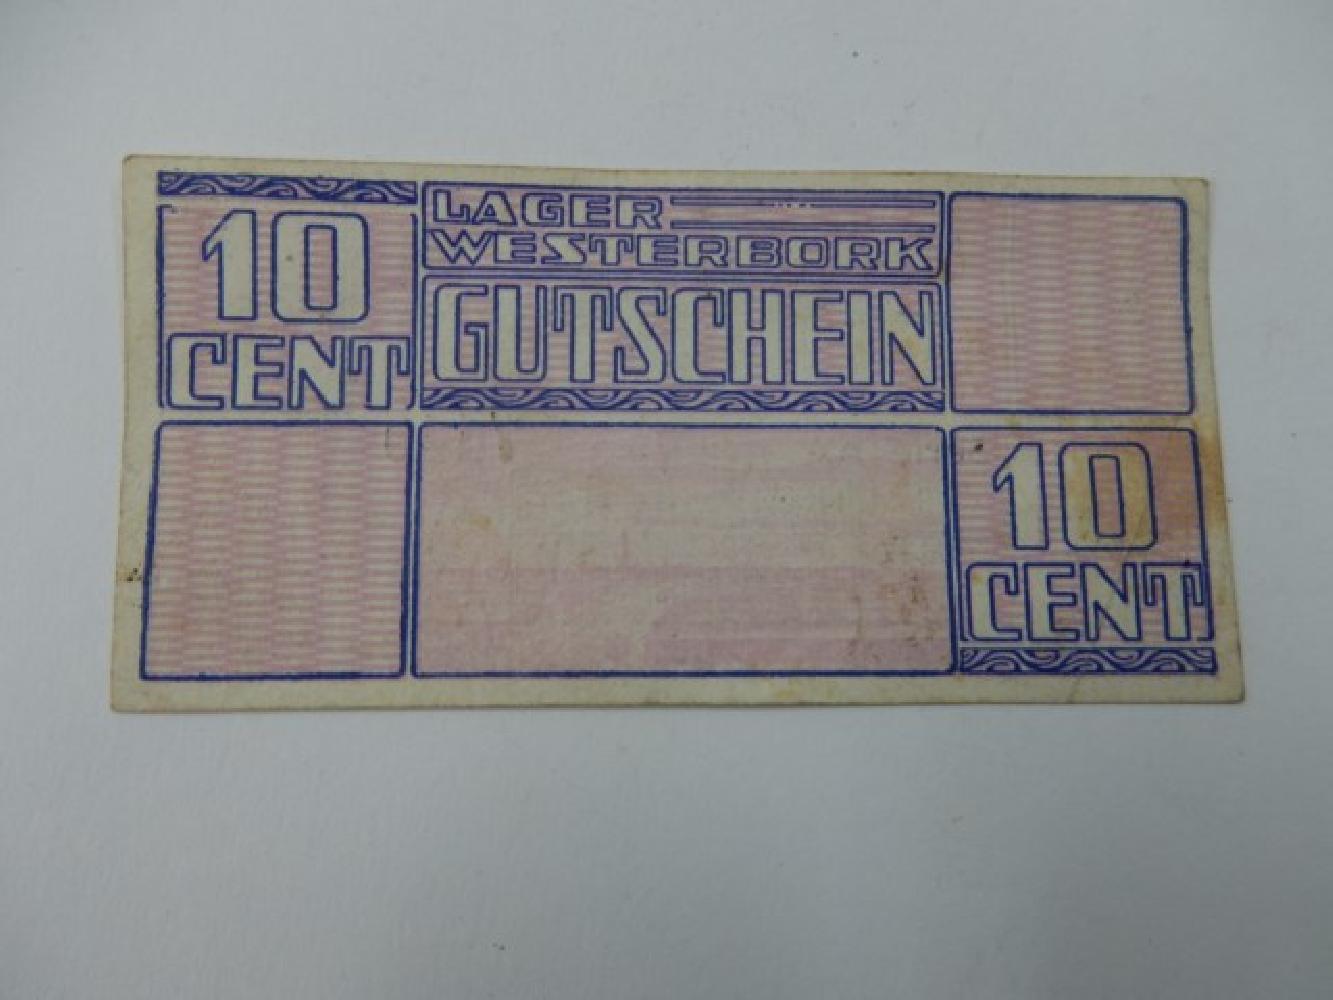 10
CENT
LAGER
WESTERBORK
GUTSCHEIN
10
CENT